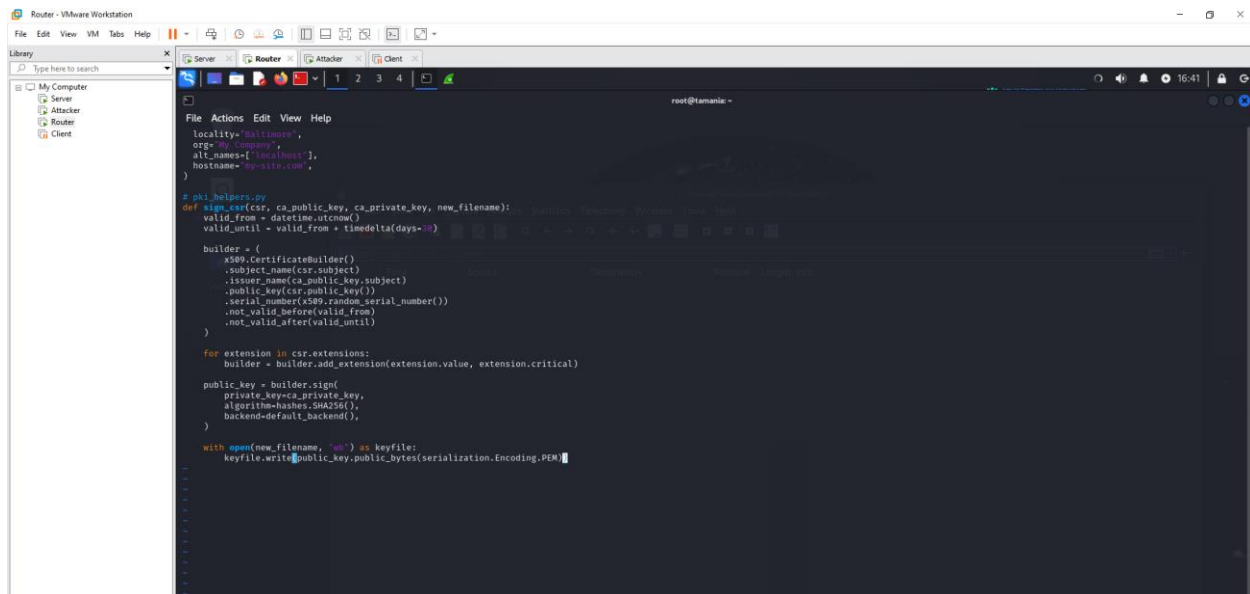 Router - VMware Workstation
File Edit View VM Tabs Help
Library
Type here to search
My Computer
Server
Attacker
Router
Client
Server Router Attacker Client
1 2 3 4
16:41
root@tamania: ~
File Actions Edit View Help
locality="Baltimore",
org="My Company",
alt_names=["localhost"],
hostname="my-site.com",
)
# pki_helpers.py
def sign_csr(csr, ca_public_key, ca_private_key, new_filename):
valid_from = datetime.utcnow()
valid_until = valid_from + timedelta(days=30)
builder = (
x509.CertificateBuilder()
.subject_name(csr.subject)
.issuer_name(ca_public_key.subject)
.public_key(csr.public_key())
.serial_number(x509.random_serial_number())
.not_valid_before(valid_from)
.not_valid_after(valid_until)
)
for extension in csr.extensions:
builder = builder.add_extension(extension.value, extension.critical)
public_key = builder.sign(
private_key=ca_private_key,
algorithm=hashes.SHA256(),
backend=default_backend(),
)
with open(new_filename, "wb") as keyfile:
keyfile.write(public_key.public_bytes(serialization.Encoding.PEM))